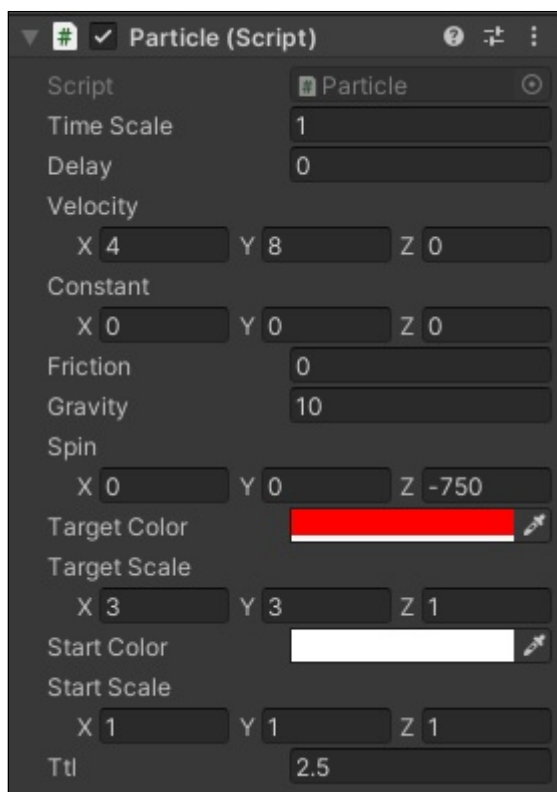 # Particle (Script)
Script # Particle
Time Scale 1
Delay 0
Velocity
X 4 Y 8 Z 0
Constant
X 0 Y 0 Z 0
Friction 0
Gravity 10
Spin
X 0 Y 0 Z -750
Target Color
Target Scale
X 3 Y 3 Z 1
Start Color
Start Scale
X 1 Y 1 Z 1
Ttl 2.5